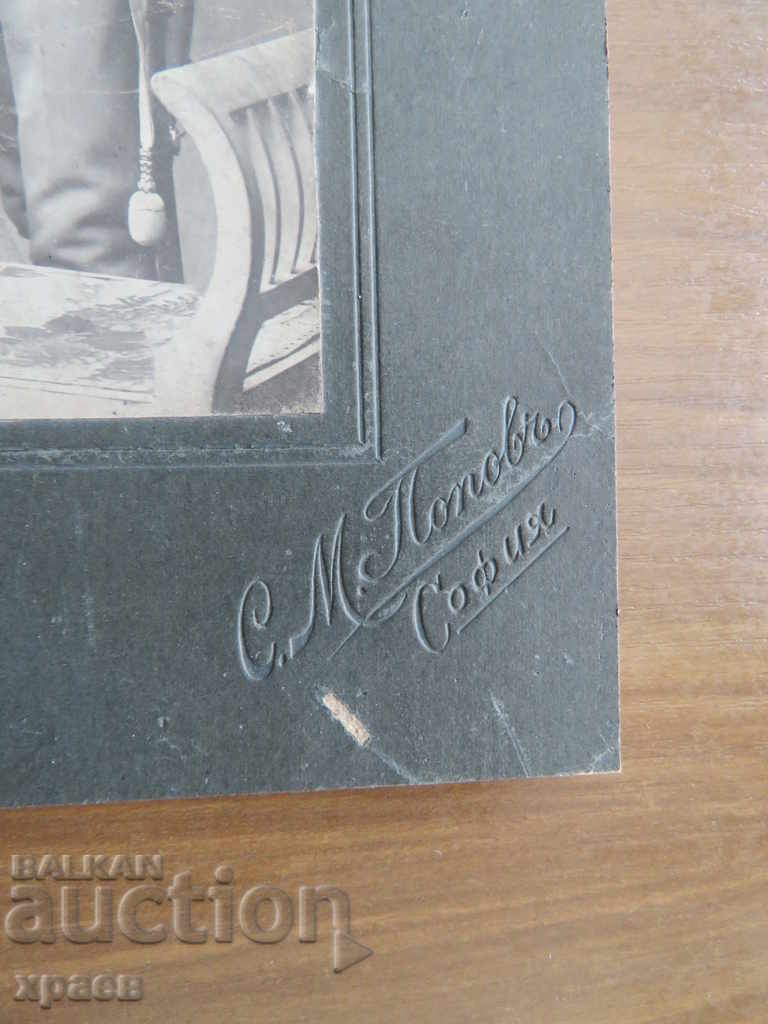 С. М. Поповъ
София
BALKAN
auction
храев